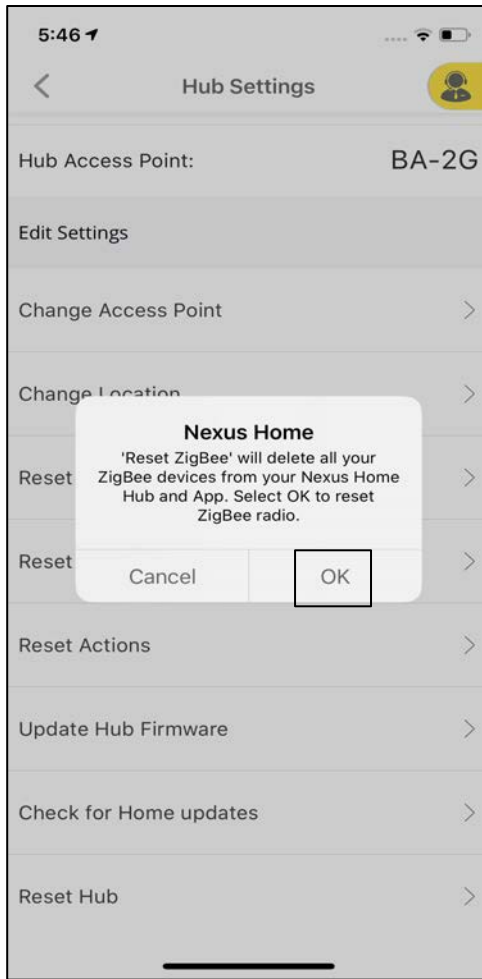 5:46
Hub Settings
Hub Access Point: BA-2G
Edit Settings
Change Access Point
Change Location
Nexus Home
'Reset ZigBee' will delete all your
ZigBee devices from your Nexus Home
Hub and App. Select OK to reset
ZigBee radio.
Reset
Reset
Cancel OK
Reset Actions
Update Hub Firmware
Check for Home updates
Reset Hub